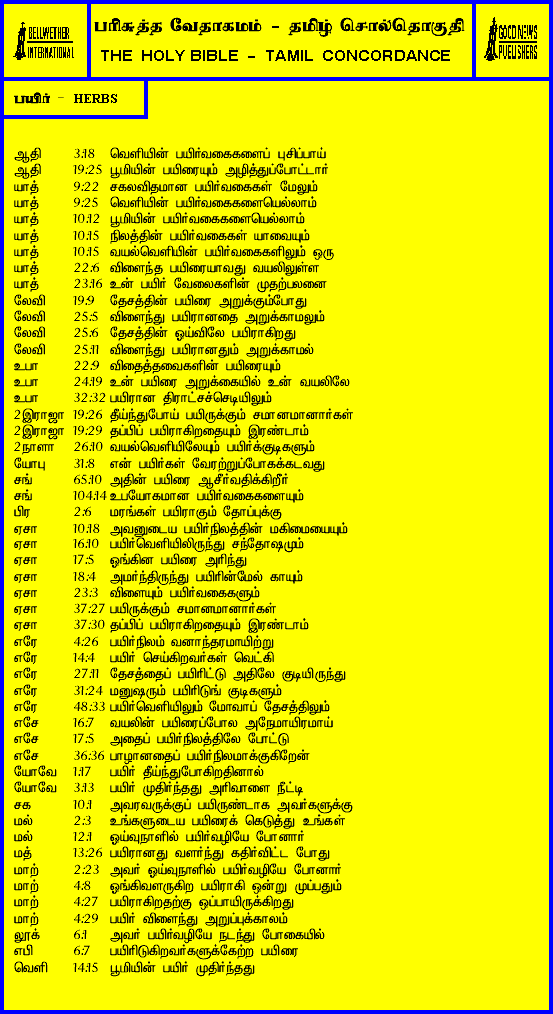 BELLWETHER INTERNATIONAL
பரிசுத்த வேதாகமம் - தமிழ் சொல்தொகுதி
THE HOLY BIBLE - TAMIL CONCORDANCE
GOOD NEWS PUBLISHERS
பயிர் - HERBS
ஆதி 3:18 வெளியின் பயிர்வகைகளைப் புசிப்பாய்
ஆதி 19:25 பூமியின் பயிரையும் அழித்துப்போட்டார்
யாத் 9:22 சகலவிதமான பயிர்வகைகள் மேலும்
யாத் 9:25 வெளியின் பயிர்வகைகளையெல்லாம்
யாத் 10:12 பூமியின் பயிர்வகைகளையெல்லாம்
யாத் 10:15 நிலத்தின் பயிர்வகைகள் யாவையும்
யாத் 10:15 வயல்வெளியின் பயிர்வகைகளிலும் ஒரு
யாத் 22:6 விளைந்த பயிரையாவது வயலிலுள்ள
யாத் 23:16 உன் பயிர் வேலைகளின் முதற்பலனை
லேவி 19:9 தேசத்தின் பயிரை அறுக்கும்போது
லேவி 25:5 விளைந்து பயிரானதை அறுக்காமலும்
லேவி 25:6 தேசத்தின் ஓய்விலே பயிராகிறது
லேவி 25:11 விளைந்து பயிரானதும் அறுக்காமல்
உபா 22:9 விதைத்தவைகளின் பயிரையும்
உபா 24:19 உன் பயிரை அறுக்கையில் உன் வயலிலே
உபா 32:32 பயிரான திராட்சச்செடியிலும்
2இராஜா 19:26 தீய்ந்துபோய் பயிருக்கும் சமானமானார்கள்
2இராஜா 19:29 தப்பிப் பயிராகிறதையும் இரண்டாம்
2நாளா 26:10 வயல்வெளியிலேயும் பயிர்க்குடிகளும்
யோபு 31:8 என் பயிர்கள் வேரற்றுப்போகக்கடவது
சங் 65:10 அதின் பயிரை ஆசீர்வதிக்கிறீர்
சங் 104:14 உபயோகமான பயிர்வகைகளையும்
பிர 2:6 மரங்கள் பயிராகும் தோப்புக்கு
ஏசா 10:18 அவனுடைய பயிர்நிலத்தின் மகிமையையும்
ஏசா 16:10 பயிர்வெளியிலிருந்து சந்தோஷமும்
ஏசா 17:5 ஓங்கின பயிரை அரிந்து
ஏசா 18:4 அமர்ந்திருந்து பயிரின்மேல் காயும்
ஏசா 23:3 விளையும் பயிர்வகைகளும்
ஏசா 37:27 பயிருக்கும் சமானமானார்கள்
ஏசா 37:30 தப்பிப் பயிராகிறதையும் இரண்டாம்
எரே 4:26 பயிர்நிலம் வனாந்தரமாயிற்று
எரே 14:4 பயிர் செய்கிறவர்கள் வெட்கி
எரே 27:11 தேசத்தைப் பயிரிட்டு அதிலே குடியிருந்து
எரே 31:24 மனுஷரும் பயிரிடுங் குடிகளும்
எரே 48:33 பயிர்வெளியிலும் மோவாப் தேசத்திலும்
எசே 16:7 வயலின் பயிரைப்போல அநேமாயிரமாய்
எசே 17:5 அதைப் பயிர்நிலத்திலே போட்டு
எசே 36:36 பாழானதைப் பயிர்நிலமாக்குகிறேன்
யோவே 1:17 பயிர் தீய்ந்துபோகிறதினால்
யோவே 3:13 பயிர் முதிர்ந்தது அரிவாளை நீட்டி
சக 10:1 அவரவருக்குப் பயிருண்டாக அவர்களுக்கு
மல் 2:3 உங்களுடைய பயிரைக் கெடுத்து உங்கள்
மல் 12:1 ஓய்வுநாளில் பயிர்வழியே போனார்
மத் 13:26 பயிரானது வளர்ந்து கதிர்விட்ட போது
மாற் 2:23 அவர் ஓய்வுநாளில் பயிர்வழியே போனார்
மாற் 4:8 ஓங்கிவளருகிற பயிராகி ஒன்று முப்பதும்
மாற் 4:27 பயிராகிறதற்கு ஒப்பாயிருக்கிறது
மாற் 4:29 பயிர் விளைந்து அறுப்புக்காலம்
லூக் 6:1 அவர் பயிர்வழியே நடந்து போகையில்
எபி 6:7 பயிரிடுகிறவர்களுக்கேற்ற பயிரை
வெளி 14:15 பூமியின் பயிர் முதிர்ந்தது